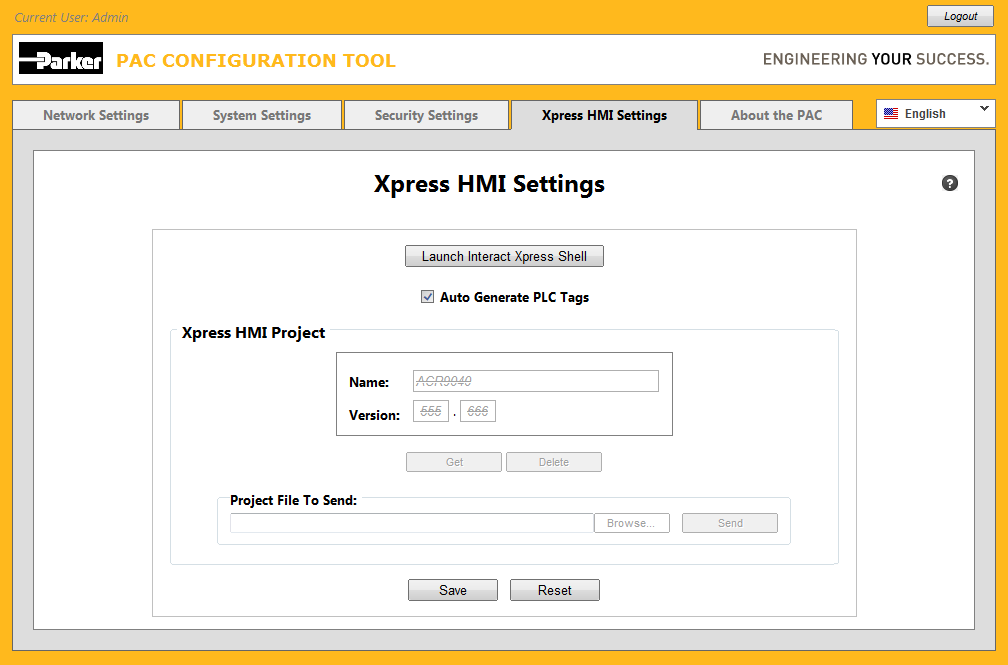 Current User: Admin
Logout
Parker
PAC CONFIGURATION TOOL
ENGINEERING YOUR SUCCESS.
Network Settings
System Settings
Security Settings
Xpress HMI Settings
About the PAC
English
Xpress HMI Settings
?
Launch Interact Xpress Shell
Auto Generate PLC Tags
Xpress HMI Project
Name:
ACR9040
Version:
555 . 666
Get
Delete
Project File To Send:
Browse...
Send
Save
Reset